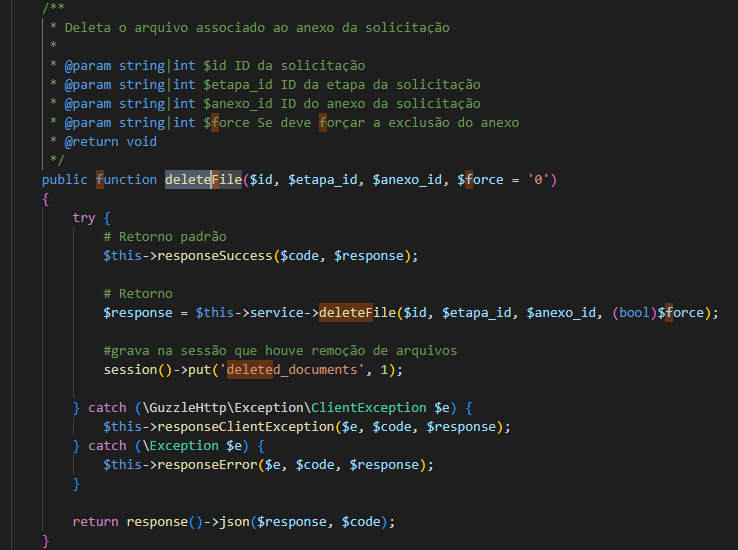 /**
 * Deleta o arquivo associado ao anexo da solicitação
 *
 * @param string|int $id ID da solicitação
 * @param string|int $etapa_id ID da etapa da solicitação
 * @param string|int $anexo_id ID do anexo da solicitação
 * @param string|int $force Se deve forçar a exclusão do anexo
 * @return void
 */
public function deleteFile($id, $etapa_id, $anexo_id, $force = '0')
{
    try {
        # Retorno padrão
        $this->responseSuccess($code, $response);

        # Retorno
        $response = $this->service->deleteFile($id, $etapa_id, $anexo_id, (bool)$force);

        #grava na sessão que houve remoção de arquivos
        session()->put('deleted_documents', 1);

    } catch (\GuzzleHttp\Exception\ClientException $e) {
        $this->responseClientException($e, $code, $response);
    } catch (\Exception $e) {
        $this->responseError($e, $code, $response);
    }

    return response()->json($response, $code);
}